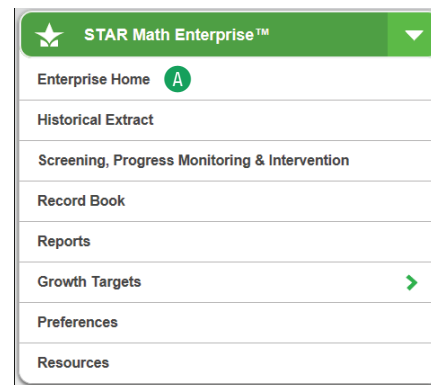 STAR Math Enterprise™
Enterprise Home A
Historical Extract
Screening, Progress Monitoring & Intervention
Record Book
Reports
Growth Targets
Preferences
Resources